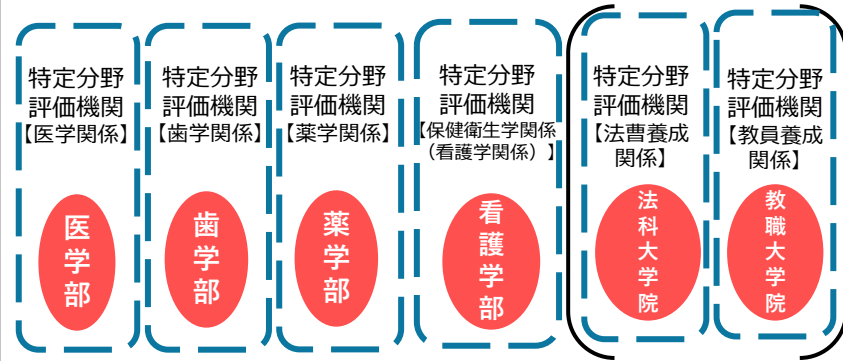 特定分野
評価機関
【医学関係】
医学部
特定分野
評価機関
【歯学関係】
歯学部
特定分野
評価機関
【薬学関係】
薬学部
特定分野
評価機関
【保健衛生学関係
（看護学関係）】
看護学部
特定分野
評価機関
【法曹養成
関係】
法科大学院
特定分野
評価機関
【教員養成
関係】
教職大学院